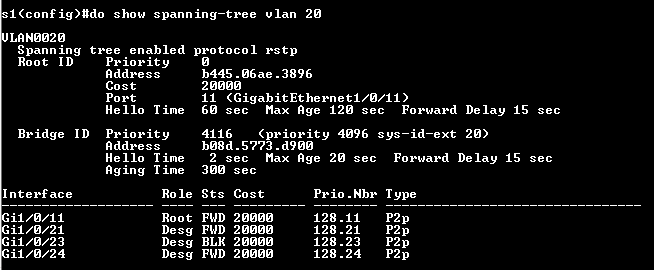 s1(config)#do show spanning-tree vlan 20
VLAN0020
Spanning tree enabled protocol rstp
Root ID Priority 0
Address b445.06ae.3896
Cost 20000
Port 11 (GigabitEthernet1/0/11)
Hello Time 60 sec Max Age 120 sec Forward Delay 15 sec
Bridge ID Priority 4116 (priority 4096 sys-id-ext 20)
Address b08d.5773.d900
Hello Time 2 sec Max Age 20 sec Forward Delay 15 sec
Aging Time 300 sec
Interface Role Sts Cost Prio.Nbr Type
Gi1/0/11 Root FWD 20000 128.11 P2p
Gi1/0/21 Desg FWD 20000 128.21 P2p
Gi1/0/23 Desg BLK 20000 128.23 P2p
Gi1/0/24 Desg FWD 20000 128.24 P2p